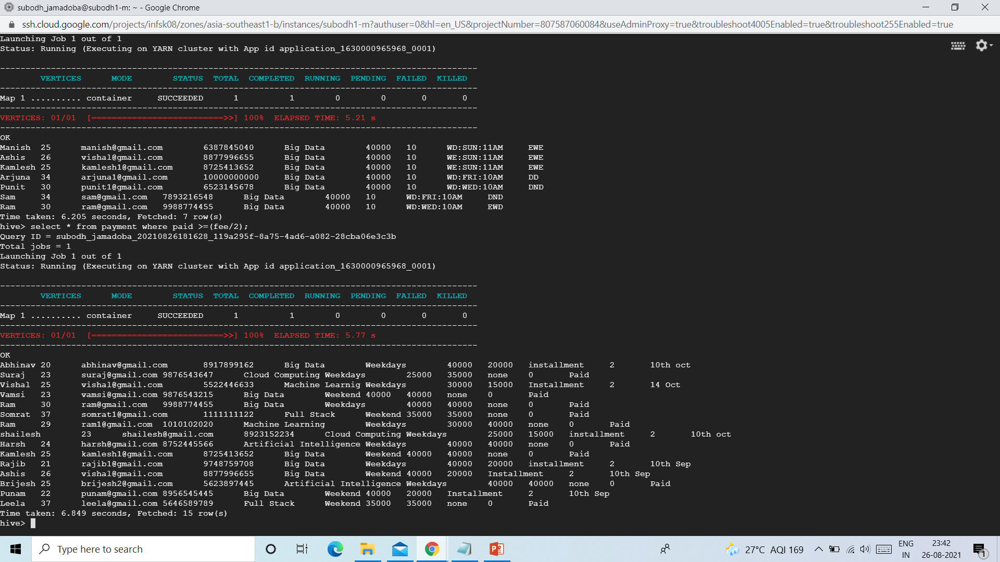 subodh_jamadoba@subodh1-m: ~ - Google Chrome
ssh.cloud.google.com/projects/infsk08/zones/asia-southeast1-b/instances/subodh1-m?authuser=0&hl=en_US&projectNumber=807587060084&useAdminProxy=true&troubleshoot4005Enabled=true&troubleshoot255Enabled=true
Launching Job 1 out of 1
Status: Running (Executing on YARN cluster with App id application_1630000965968_0001)
----------------------------------------------------------------------------------------------
VERTICES MODE STATUS TOTAL COMPLETED RUNNING PENDING FAILED KILLED
----------------------------------------------------------------------------------------------
Map 1 .......... container SUCCEEDED 1 1 0 0 0 0
----------------------------------------------------------------------------------------------
VERTICES: 01/01 [==========================>>] 100% ELAPSED TIME: 5.21 s
----------------------------------------------------------------------------------------------
OK
Manish 25 manish@gmail.com 6387845040 Big Data 40000 10 WD:SUN:11AM EWE
Ashis 26 vishal@gmail.com 8877996655 Big Data 40000 10 WE:SUN:11AM EWE
Kamlesh 25 kamlesh1@gmail.com 8725413652 Big Data 40000 10 WE:SUN:11AM EWE
Arjuna 34 arjuna1@gmail.com 10000000000 Big Data 40000 10 WD:FRI:10AM DD
Punit 30 punit1@gmail.com 6523145678 Big Data 40000 10 WD:WED:10AM DND
Sam 34 sam@gmail.com 7893216548 Big Data 40000 10 WD:FRI:10AM DND
Ram 30 ram@gmail.com 9988774455 Big Data 40000 10 WD:WED:10AM EWD
Time taken: 6.205 seconds, Fetched: 7 row(s)
hive> select * from payment where paid >=(fee/2);
Query ID = subodh_jamadoba_20210826181628_119a295f-8a75-4ad6-a082-28cba06e3c3b
Total jobs = 1
Launching Job 1 out of 1
Status: Running (Executing on YARN cluster with App id application_1630000965968_0001)
----------------------------------------------------------------------------------------------
VERTICES MODE STATUS TOTAL COMPLETED RUNNING PENDING FAILED KILLED
----------------------------------------------------------------------------------------------
Map 1 .......... container SUCCEEDED 1 1 0 0 0 0
----------------------------------------------------------------------------------------------
VERTICES: 01/01 [==========================>>] 100% ELAPSED TIME: 5.77 s
----------------------------------------------------------------------------------------------
OK
Abhinav 20 abhinav@gmail.com 8917899162 Big Data Weekdays 40000 20000 installment 2 10th oct
Suraj 23 suraj@gmail.com 9876543647 Cloud Computing Weekdays 25000 35000 none 0 Paid
Vishal 25 vishal@gmail.com 5522446633 Machine Learnig Weekdays 30000 15000 Installment 2 14 Oct
Vamsi 23 vamsi@gmail.com 9876543215 Big Data Weekend 40000 40000 none 0 Paid
Ram 30 ram@gmail.com 9988774455 Big Data Weekdays 40000 40000 none 0 Paid
Somrat 37 somrat1@gmail.com 1111111122 Full Stack Weekend 35000 35000 none 0 Paid
Ram 29 ram1@gmail.com 1010102020 Machine Learning Weekdays 30000 40000 none 0 Paid
shailesh 23 shailesh@gmail.com 8923152234 Cloud Computing Weekdays 25000 15000 installment 2 10th oct
Harsh 24 harsh@gmail.com 8752445566 Artificial Intelligence Weekdays 40000 40000 none 0 Paid
Kamlesh 25 kamlesh1@gmail.com 8725413652 Big Data Weekend 40000 40000 none 0 Paid
Rajib 21 rajib1@gmail.com 9748759708 Big Data Weekdays 40000 20000 installment 2 10th Sep
Ashis 26 vishal@gmail.com 8877996655 Big Data Weekend 40000 20000 Installment 2 10th Sep
Brijesh 25 brijesh2@gmail.com 5623897445 Artificial Intelligence Weekdays 40000 40000 none 0 Paid
Punam 22 punam@gmail.com 8956545445 Big Data Weekend 40000 20000 Installment 2 10th Sep
Leela 37 leela@gmail.com 5646589789 Full Stack Weekend 35000 35000 none 0 Paid
Time taken: 6.849 seconds, Fetched: 15 row(s)
hive>
Type here to search
27°C AQI 169
ENG
IN
23:42
26-08-2021
1